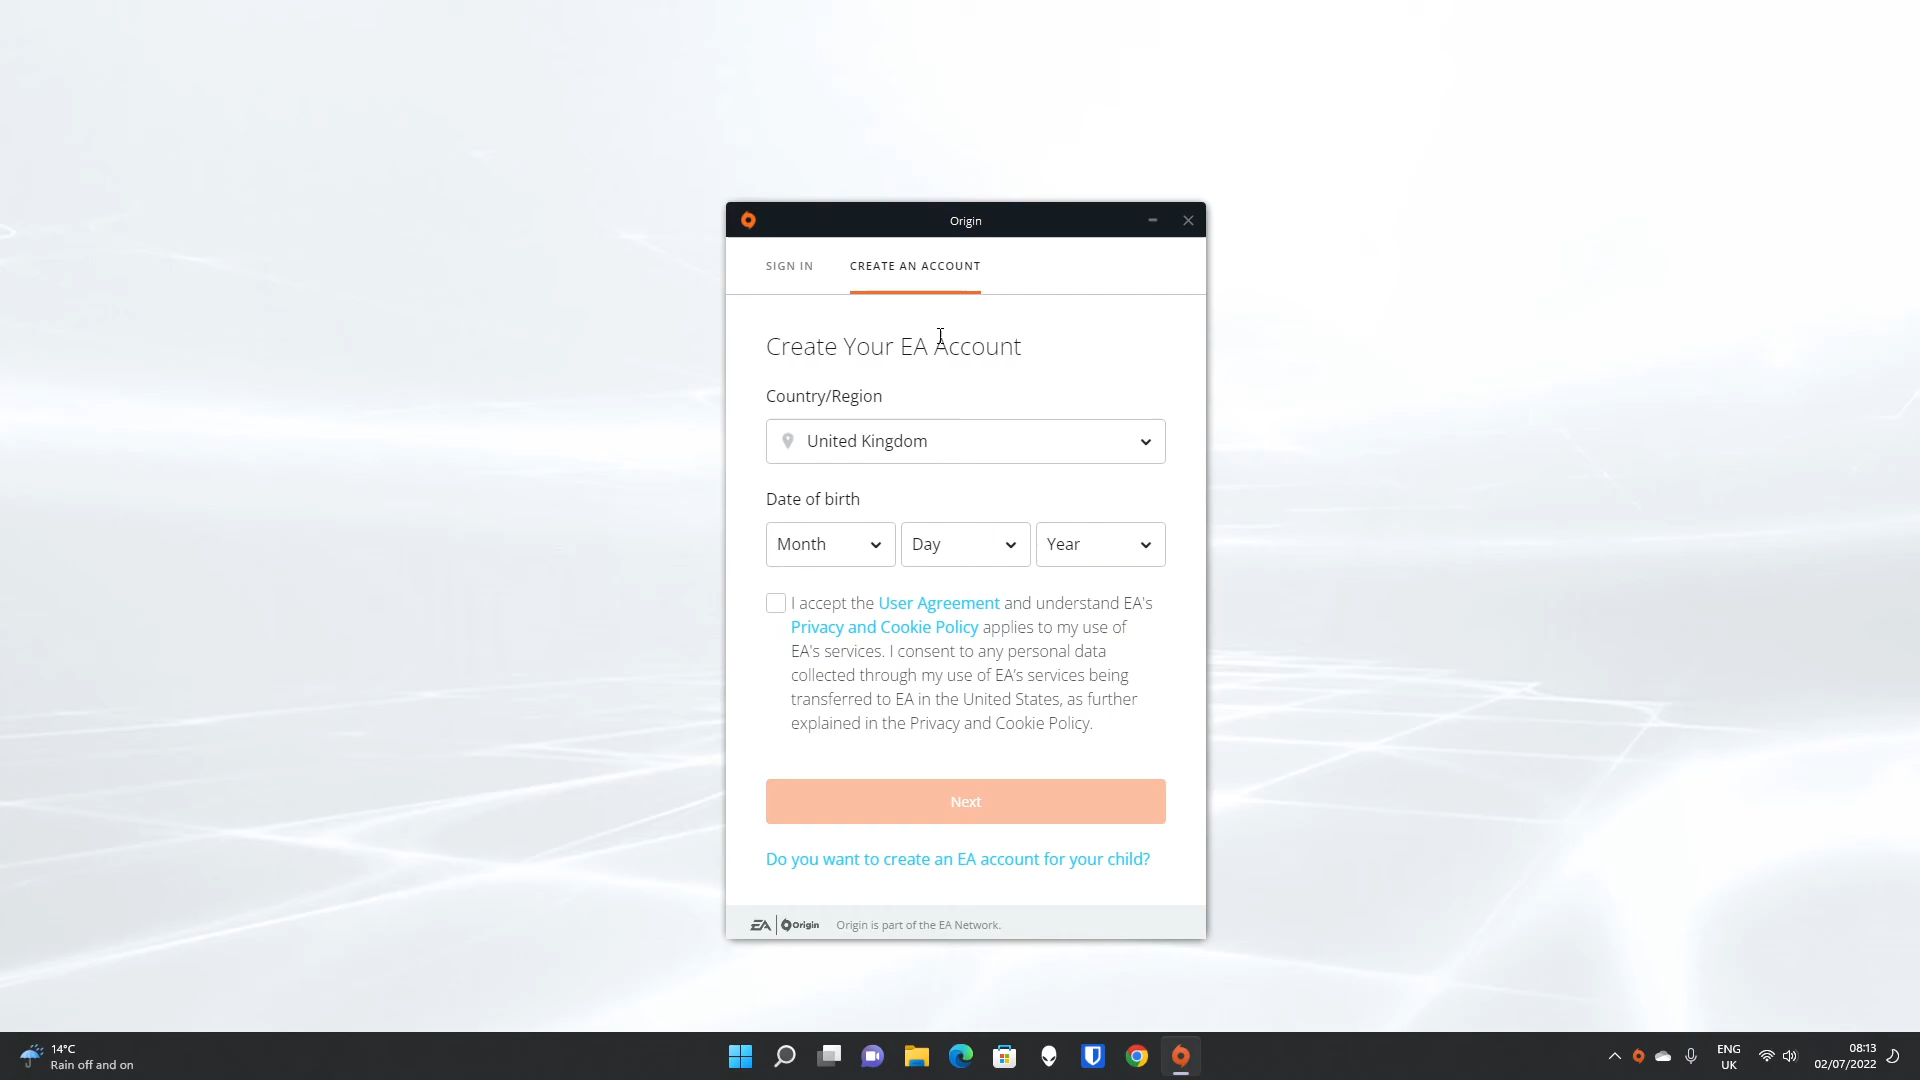 Origin
SIGN IN
CREATE AN ACCOUNT
Create Your EA Account
Country/Region
United Kingdom
Date of birth
Month
Day
Year
I accept the User Agreement and understand EA's
Privacy and Cookie Policy applies to my use of
EA's services. I consent to any personal data
collected through my use of EA’s services being
transferred to EA in the United States, as further
explained in the Privacy and Cookie Policy.
Next
Do you want to create an EA account for your child?
EA
Origin
Origin is part of the EA Network.
14°C
Rain off and on
ENG
UK
08:13
02/07/2022